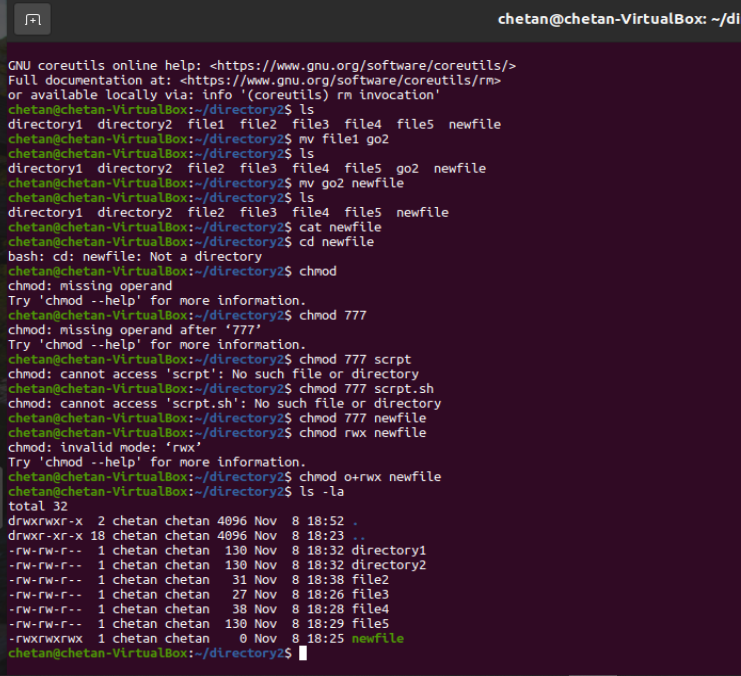 chetan@chetan-VirtualBox: ~/di
GNU coreutils online help: <https://www.gnu.org/software/coreutils/>
Full documentation at: <https://www.gnu.org/software/coreutils/rm>
or available locally via: info '(coreutils) rm invocation'
chetan@chetan-VirtualBox:~/directory2$ ls
directory1  directory2  file1  file2  file3  file4  file5  newfile
chetan@chetan-VirtualBox:~/directory2$ mv file1 go2
chetan@chetan-VirtualBox:~/directory2$ ls
directory1  directory2  file2  file3  file4  file5  go2  newfile
chetan@chetan-VirtualBox:~/directory2$ mv go2 newfile
chetan@chetan-VirtualBox:~/directory2$ ls
directory1  directory2  file2  file3  file4  file5  newfile
chetan@chetan-VirtualBox:~/directory2$ cat newfile
chetan@chetan-VirtualBox:~/directory2$ cd newfile
bash: cd: newfile: Not a directory
chetan@chetan-VirtualBox:~/directory2$ chmod
chmod: missing operand
Try 'chmod --help' for more information.
chetan@chetan-VirtualBox:~/directory2$ chmod 777
chmod: missing operand after ‘777’
Try 'chmod --help' for more information.
chetan@chetan-VirtualBox:~/directory2$ chmod 777 scrpt
chmod: cannot access 'scrpt': No such file or directory
chetan@chetan-VirtualBox:~/directory2$ chmod 777 scrpt.sh
chmod: cannot access 'scrpt.sh': No such file or directory
chetan@chetan-VirtualBox:~/directory2$ chmod 777 newfile
chetan@chetan-VirtualBox:~/directory2$ chmod rwx newfile
chmod: invalid mode: ‘rwx’
Try 'chmod --help' for more information.
chetan@chetan-VirtualBox:~/directory2$ chmod o+rwx newfile
chetan@chetan-VirtualBox:~/directory2$ ls -la
total 32
drwxrwxr-x  2 chetan chetan 4096 Nov  8 18:52 .
drwxr-xr-x 18 chetan chetan 4096 Nov  8 18:23 ..
-rw-rw-r--  1 chetan chetan  130 Nov  8 18:32 directory1
-rw-rw-r--  1 chetan chetan  130 Nov  8 18:32 directory2
-rw-rw-r--  1 chetan chetan   31 Nov  8 18:38 file2
-rw-rw-r--  1 chetan chetan   27 Nov  8 18:26 file3
-rw-rw-r--  1 chetan chetan   38 Nov  8 18:28 file4
-rw-rw-r--  1 chetan chetan  130 Nov  8 18:29 file5
-rwxrwxrwx  1 chetan chetan    0 Nov  8 18:25 newfile
chetan@chetan-VirtualBox:~/directory2$